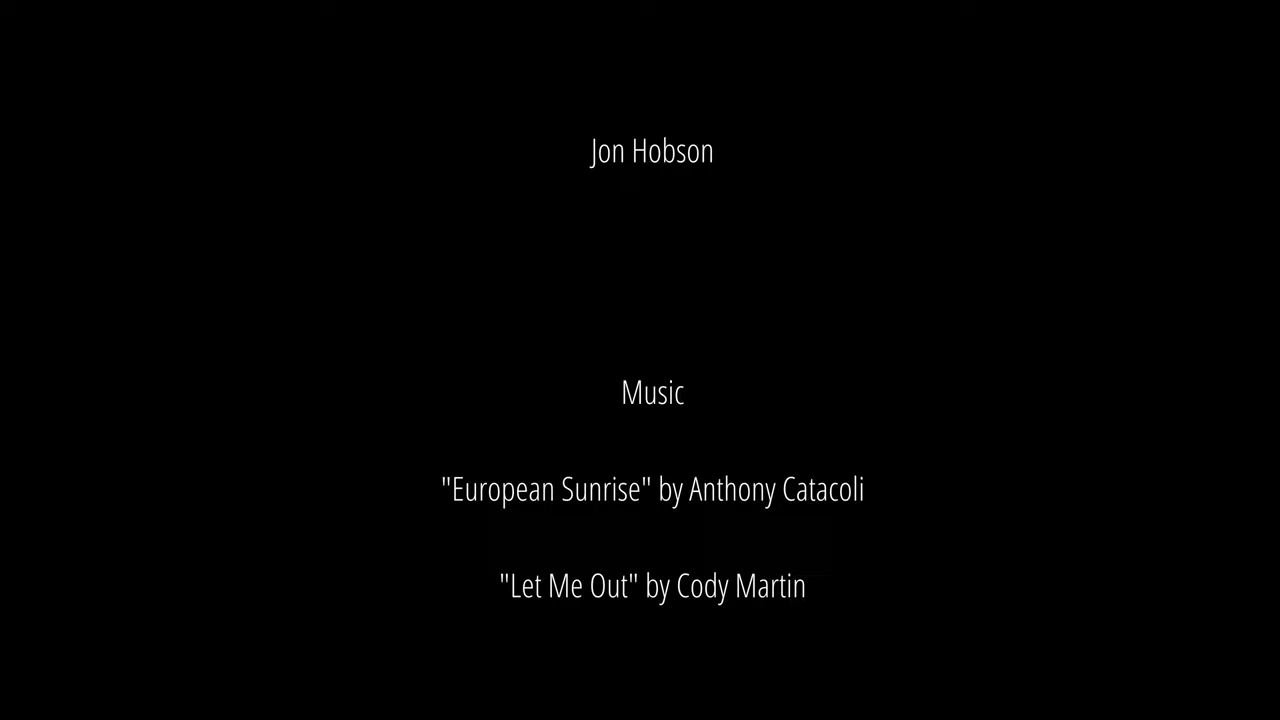 Jon Hobson
Music
"European Sunrise" by Anthony Catacoli
"Let Me Out" by Cody Martin